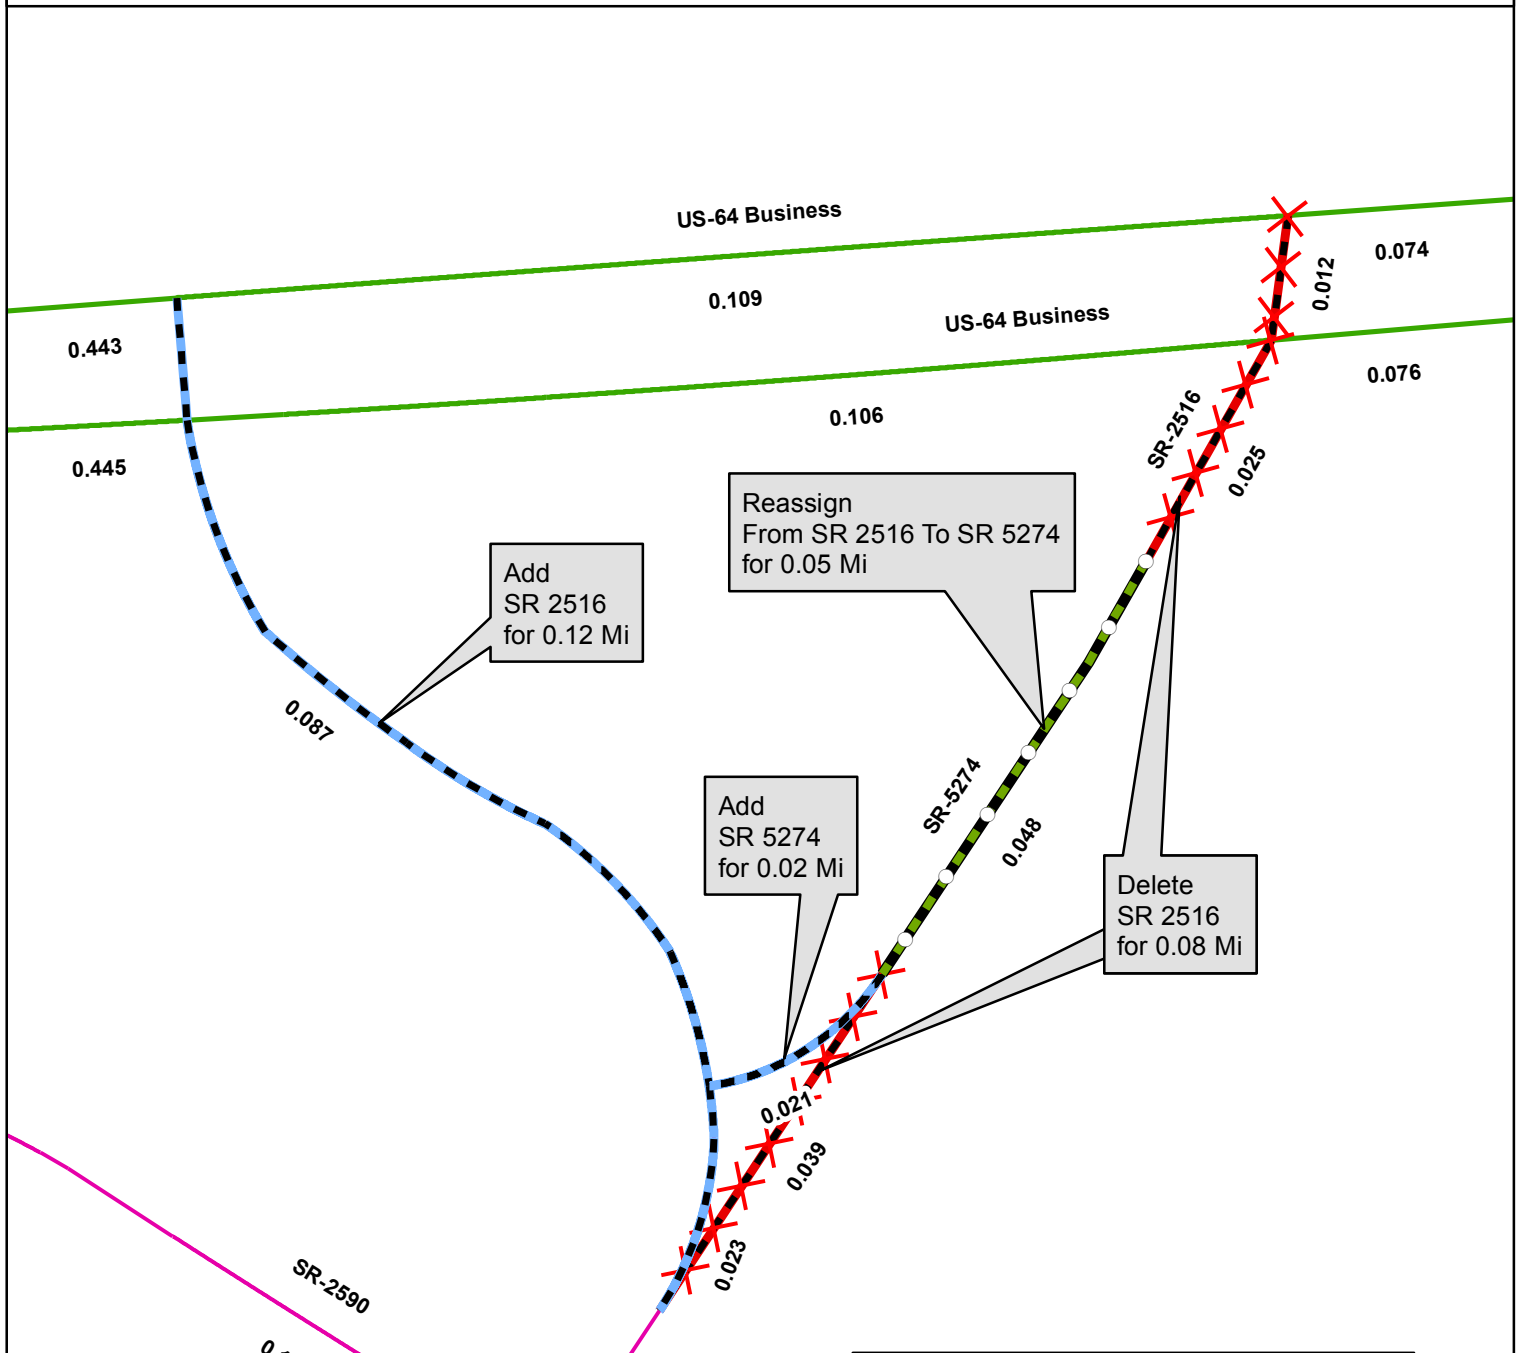 US-64 Business
0.074
0.012
0.109
US-64 Business
0.443
0.076
0.106
SR-2516
0.445
0.025
Reassign
From SR 2516 To SR 5274
for 0.05 Mi
Add
SR 2516
for 0.12 Mi
0.087
SR-5274
Add
SR 5274
for 0.02 Mi
0.048
Delete
SR 2516
for 0.08 Mi
0.021
0.039
0.023
SR-2590